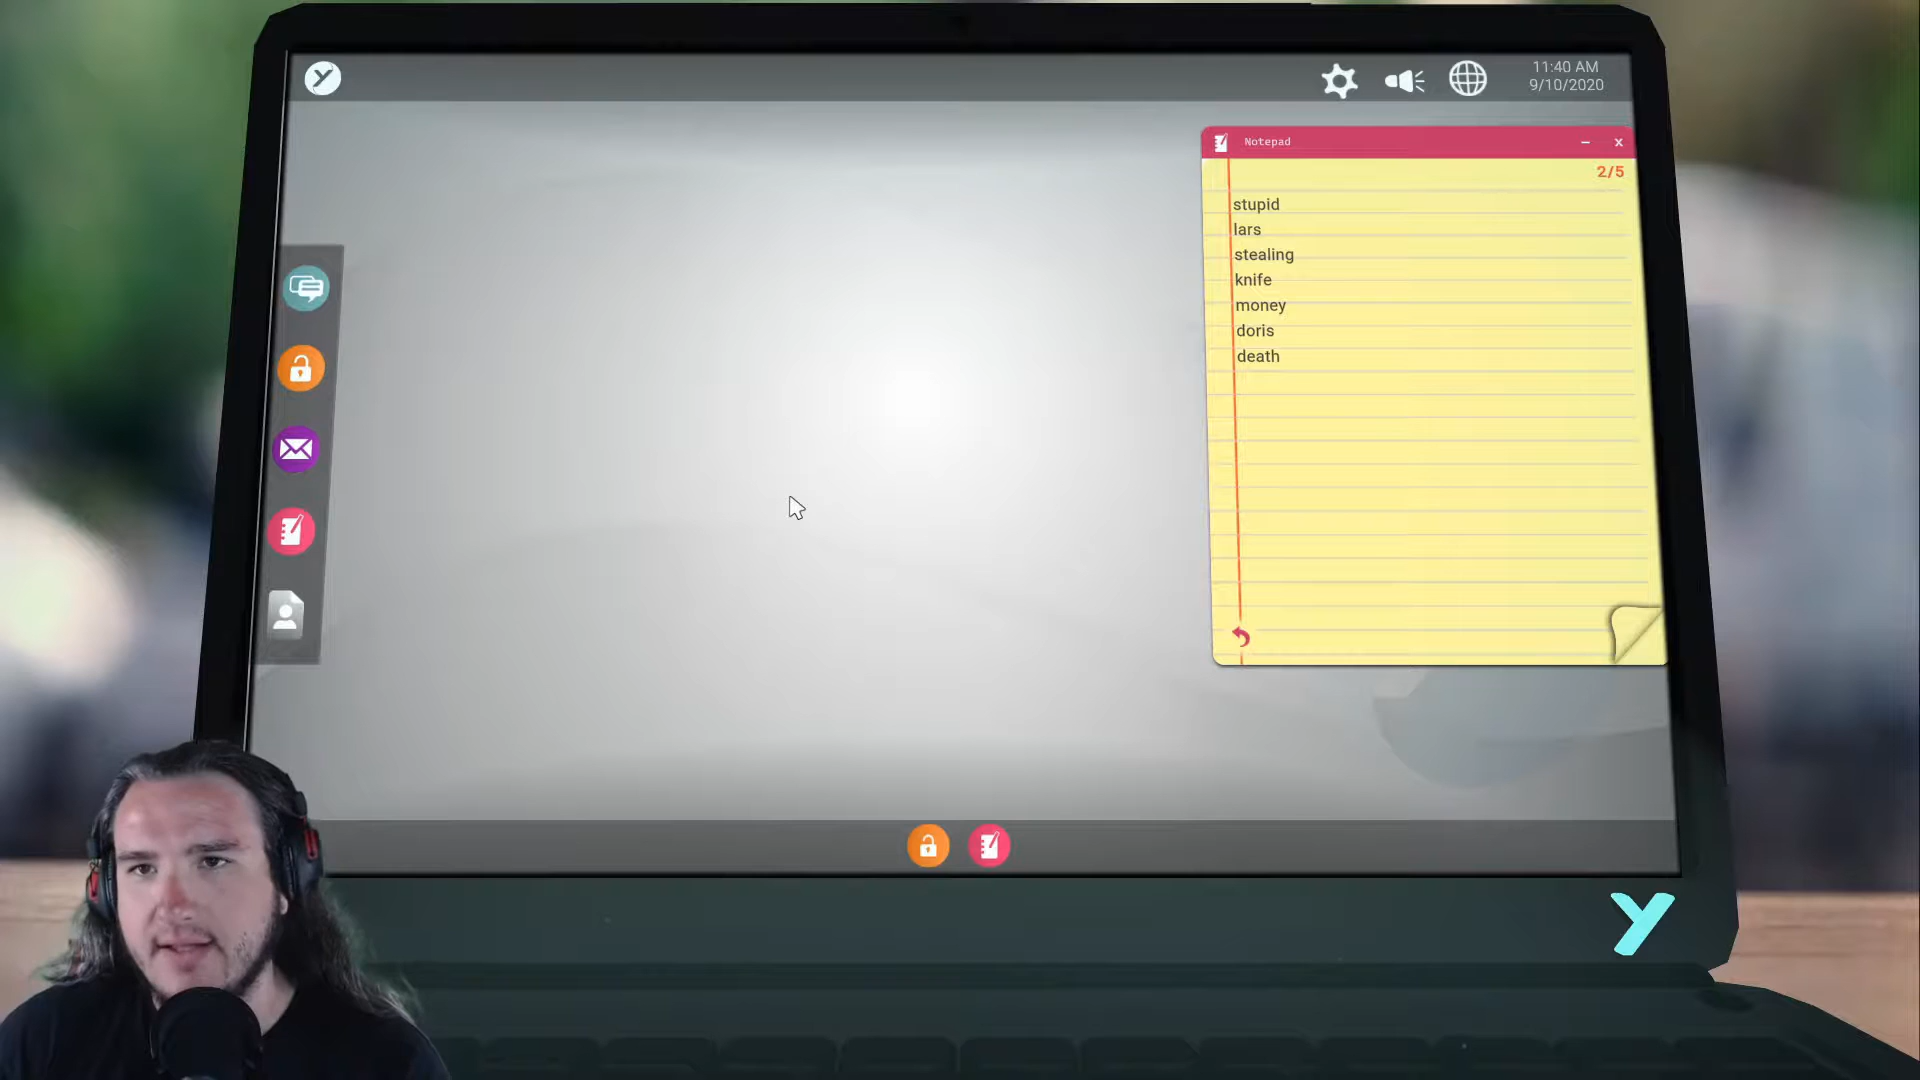 11:40 AM
9/10/2020
Notepad
2/5
stupid
lars
stealing
knife
money
doris
death